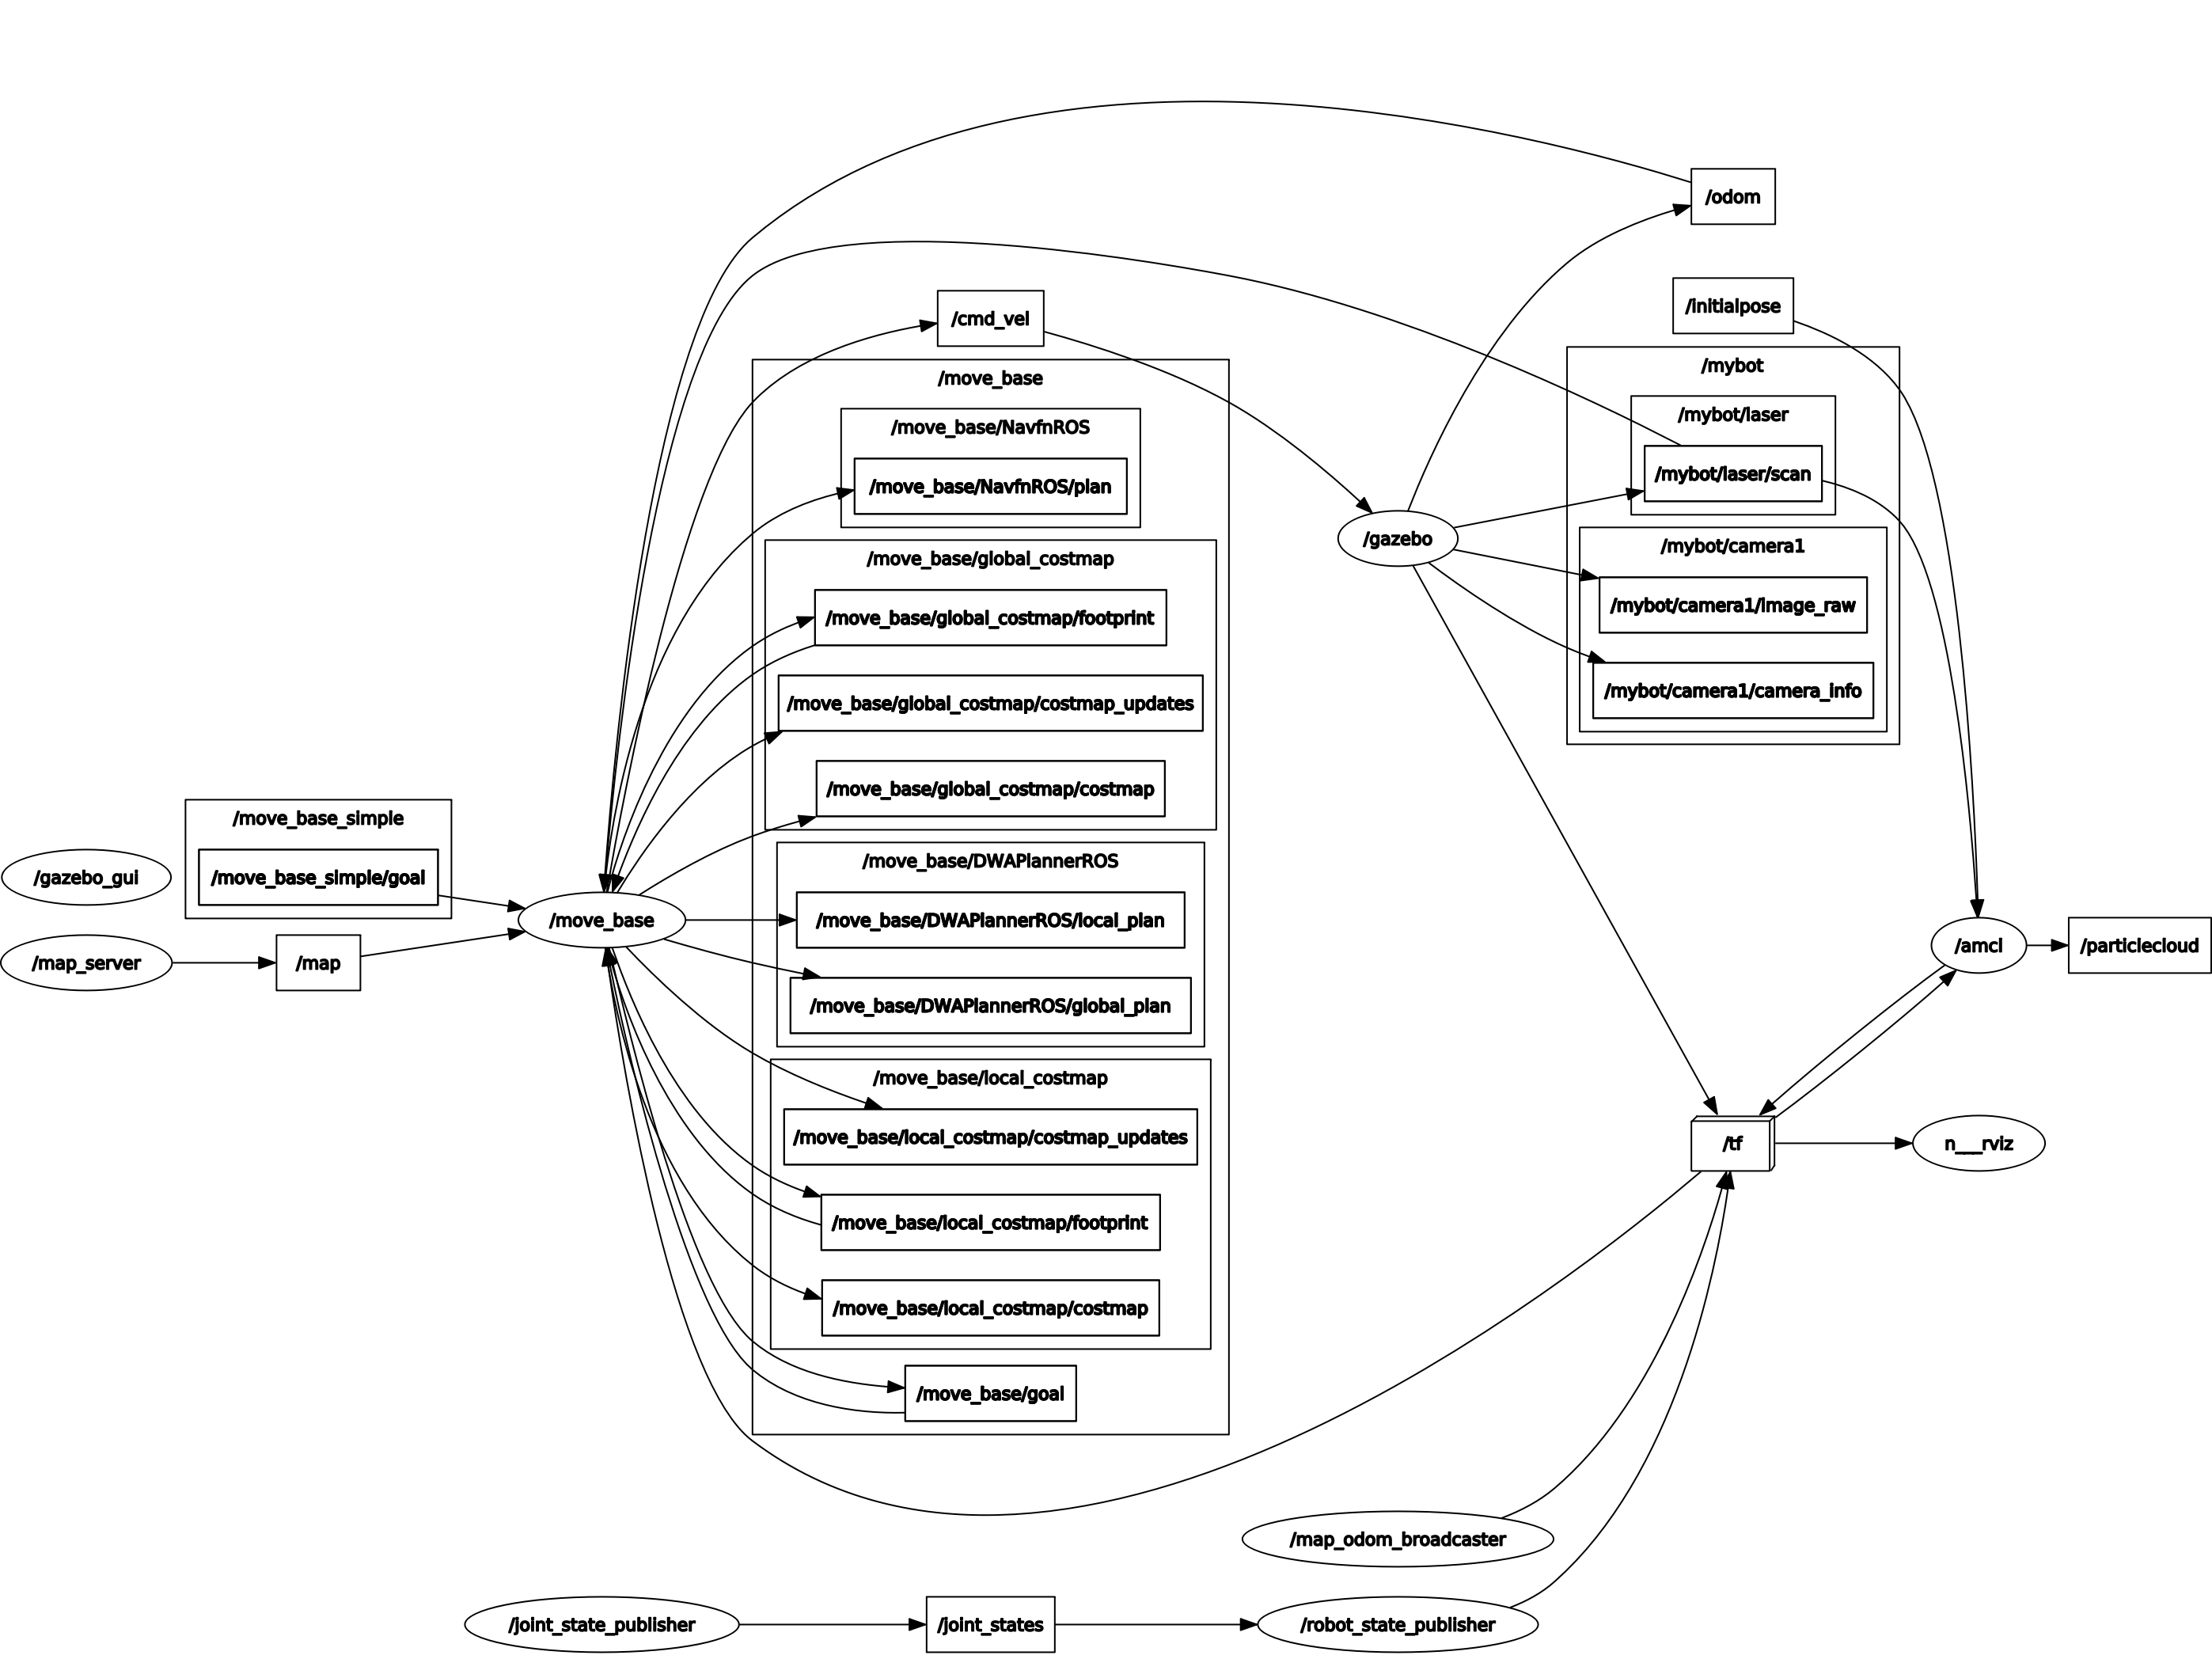 /odom
/initialpose
/cmd_vel
/mybot
/move_base
/mybot/laser
/move_base/NavfnROS
/mybot/laser/scan
/move_base/NavfnROS/plan
/gazebo
/mybot/camera1
/move_base/global_costmap
/mybot/camera1/image_raw
/move_base/global_costmap/footprint
/mybot/camera1/camera_info
/move_base/global_costmap/costmap_updates
/move_base/global_costmap/costmap
/move_base_simple
/move_base/DWAPlannerROS
/gazebo_gui
/move_base_simple/goal
/move_base
/move_base/DWAPlannerROS/local_plan
/amcl
/particlecloud
/map_server
/map
/move_base/DWAPlannerROS/global_plan
/move_base/local_costmap
/move_base/local_costmap/costmap_updates
/tf
n___rviz
/move_base/local_costmap/footprint
/move_base/local_costmap/costmap
/move_base/goal
/map_odom_broadcaster
/joint_state_publisher
/joint_states
/robot_state_publisher